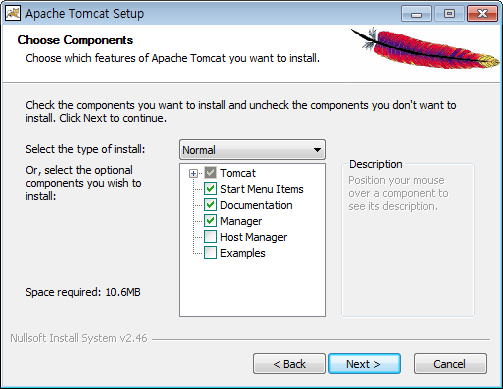 Apache Tomcat Setup
Choose Components
Choose which features of Apache Tomcat you want to install.
Check the components you want to install and uncheck the components you don't want to
install. Click Next to continue.
Select the type of install:
Normal
Or, select the optional
components you wish to
install:
Tomcat
Start Menu Items
Documentation
Manager
Host Manager
Examples
Description
Position your mouse
over a component to
see its description.
Space required: 10.6MB
Nullsoft Install System v2.46
< Back
Next >
Cancel